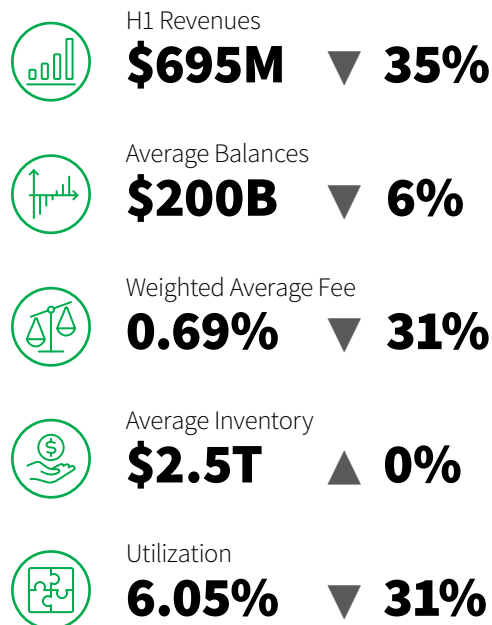 H1 Revenues
$695M ▼ 35%
Average Balances
$200B ▼ 6%
Weighted Average Fee
0.69% ▼ 31%
Average Inventory
$
$2.5T ▲ 0%
Utilization
6.05% ▼ 31%